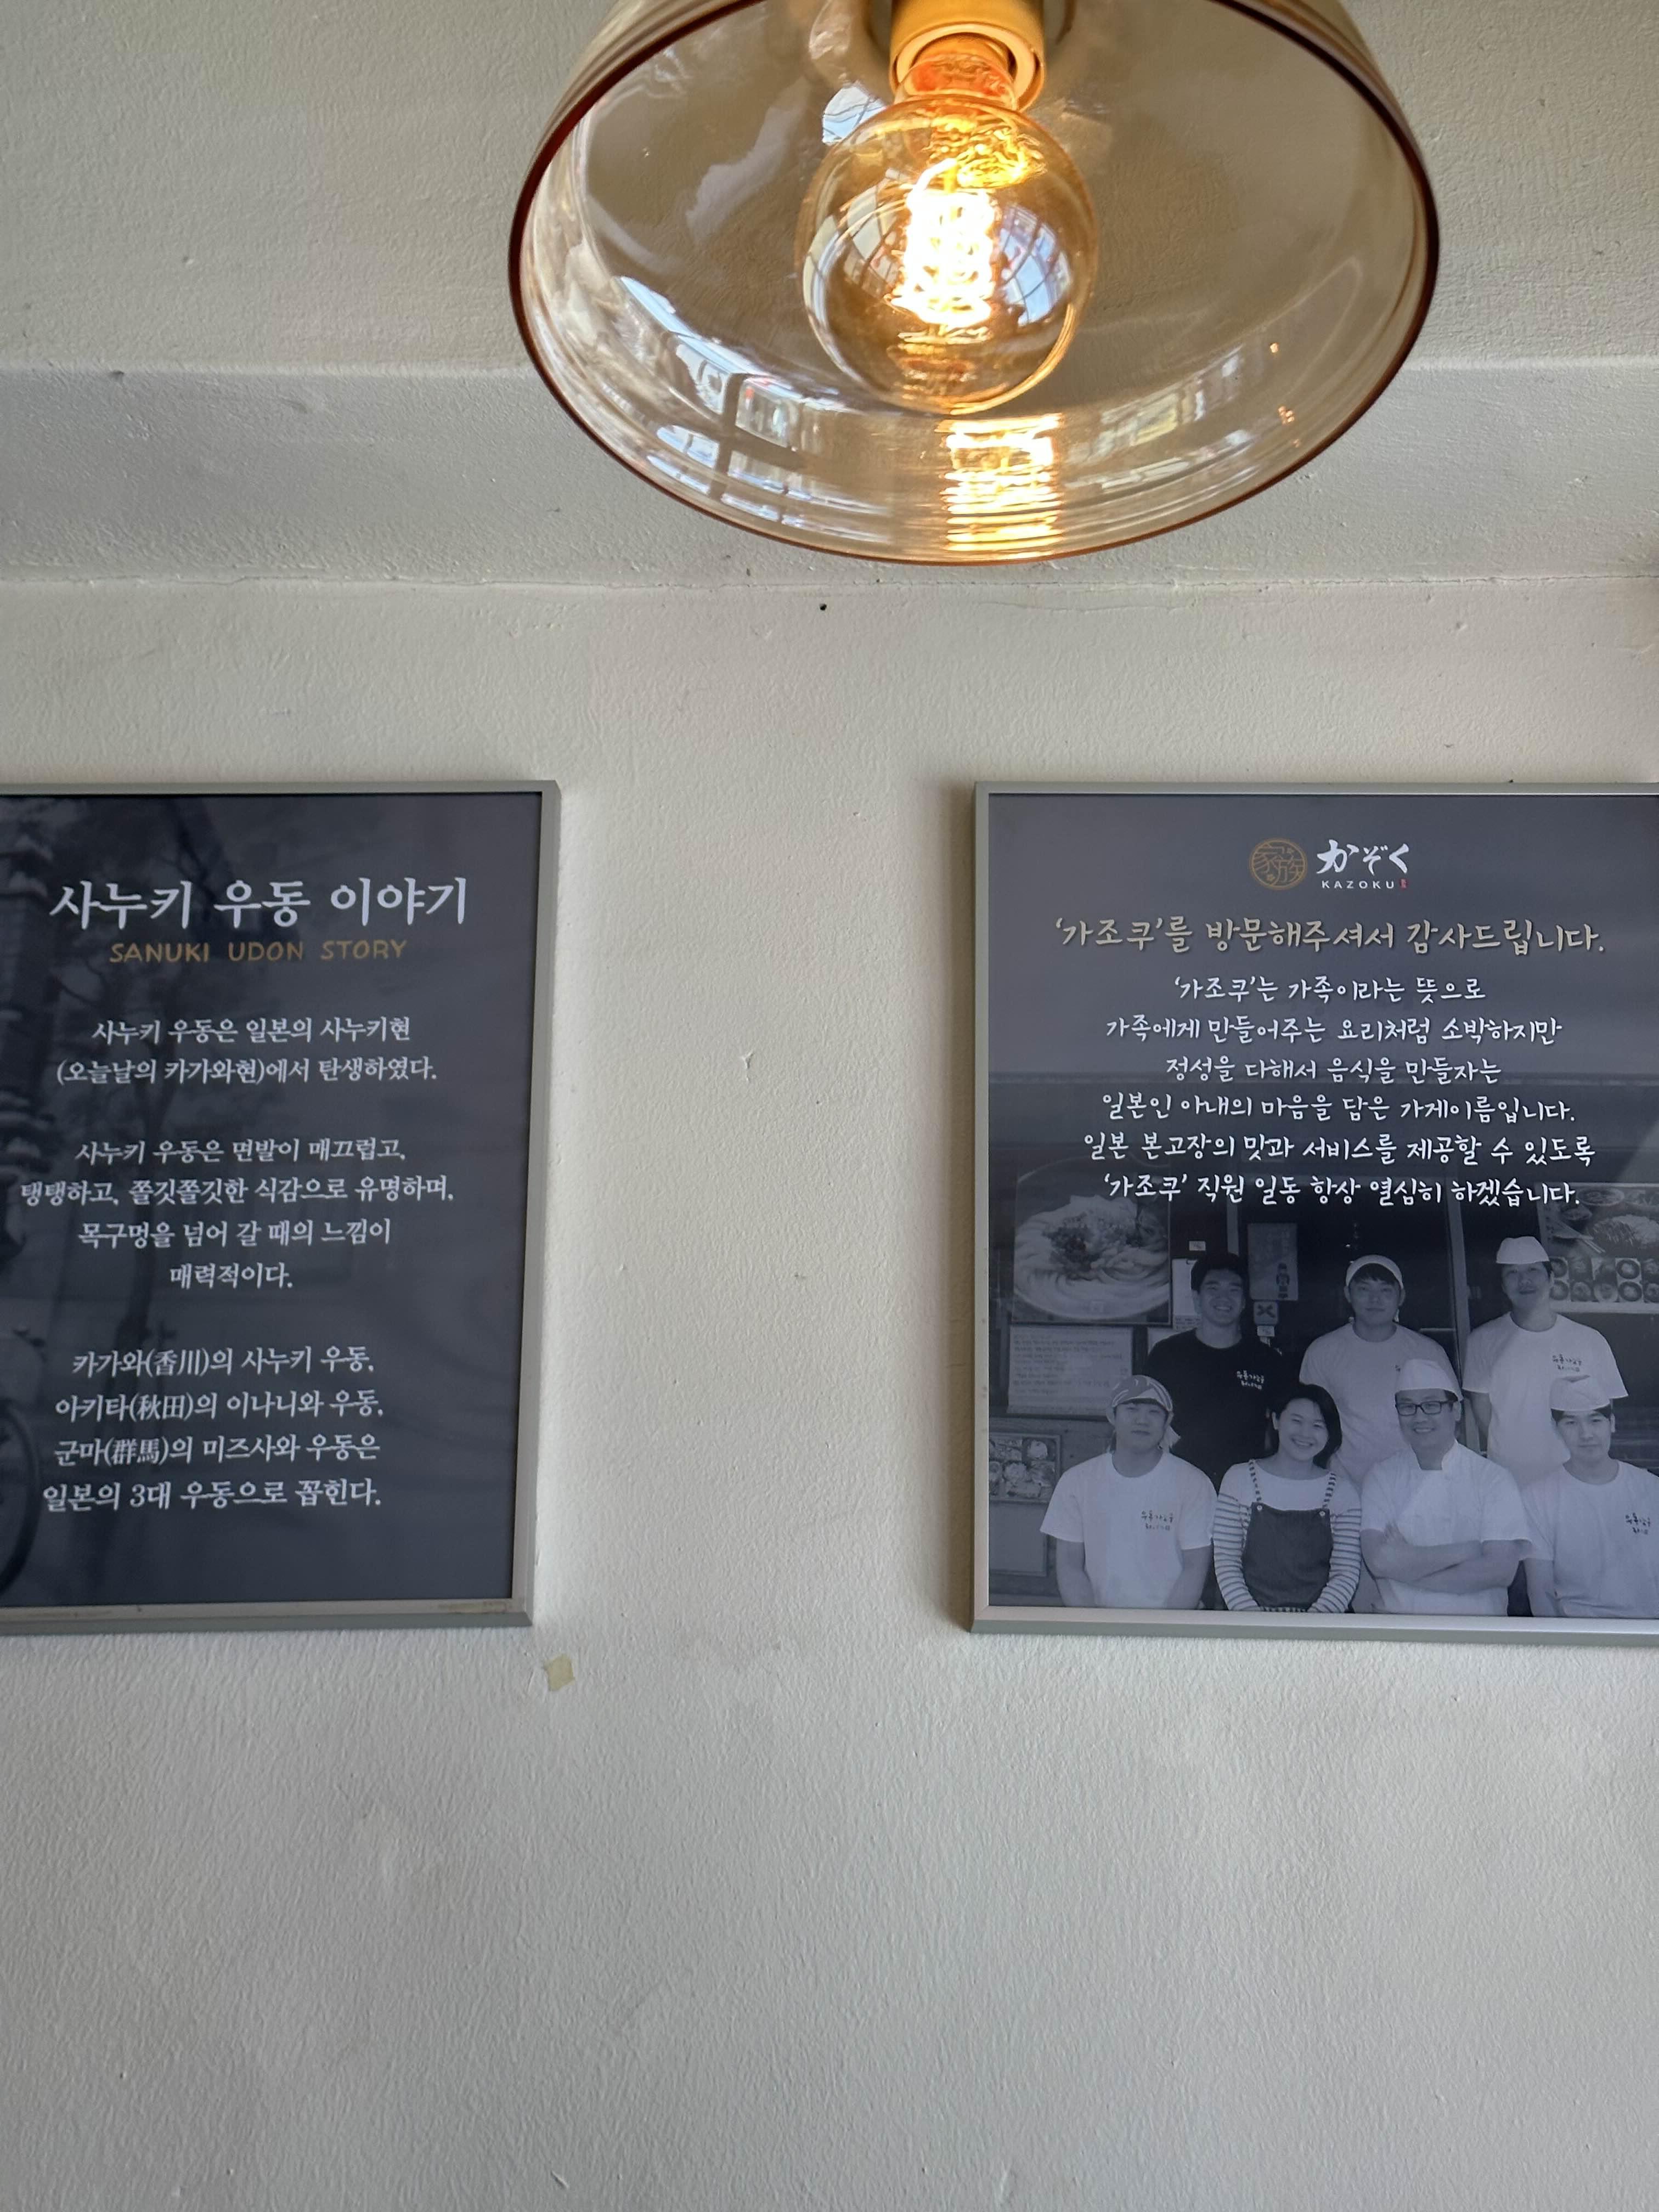 사누키 우동 이야기
SANUKI UDON STORY
사누키 우동은 일본의 사누키현
(오늘날의 카가와현)에서 탄생하였다.
사누키 우동은 면발이 매끄럽고,
탱탱하고, 쫄깃쫄깃한 식감으로 유명하며,
목구멍을 넘어 갈 때의 느낌이
매력적이다.
카가와(香川)의 사누키 우동,
아키타(秋田)의 이나니와 우동,
군마(群馬)의 미즈사와 우동은
일본의 3대 우동으로 꼽힌다.
家族 かぞく
KAZOKU
'가조쿠'를 방문해주셔서 감사드립니다.
'가조쿠'는 가족이라는 뜻으로
가족에게 만들어주는 요리처럼 소박하지만
정성을 다해서 음식을 만들자는
일본인 아내의 마음을 담은 가게이름입니다.
일본 본고장의 맛과 서비스를 제공할 수 있도록
'가조쿠' 직원 일동 항상 열심히 하겠습니다.